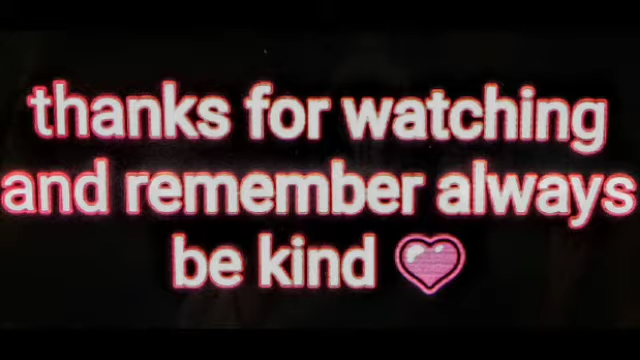 thanks for watching
and remember always
be kind